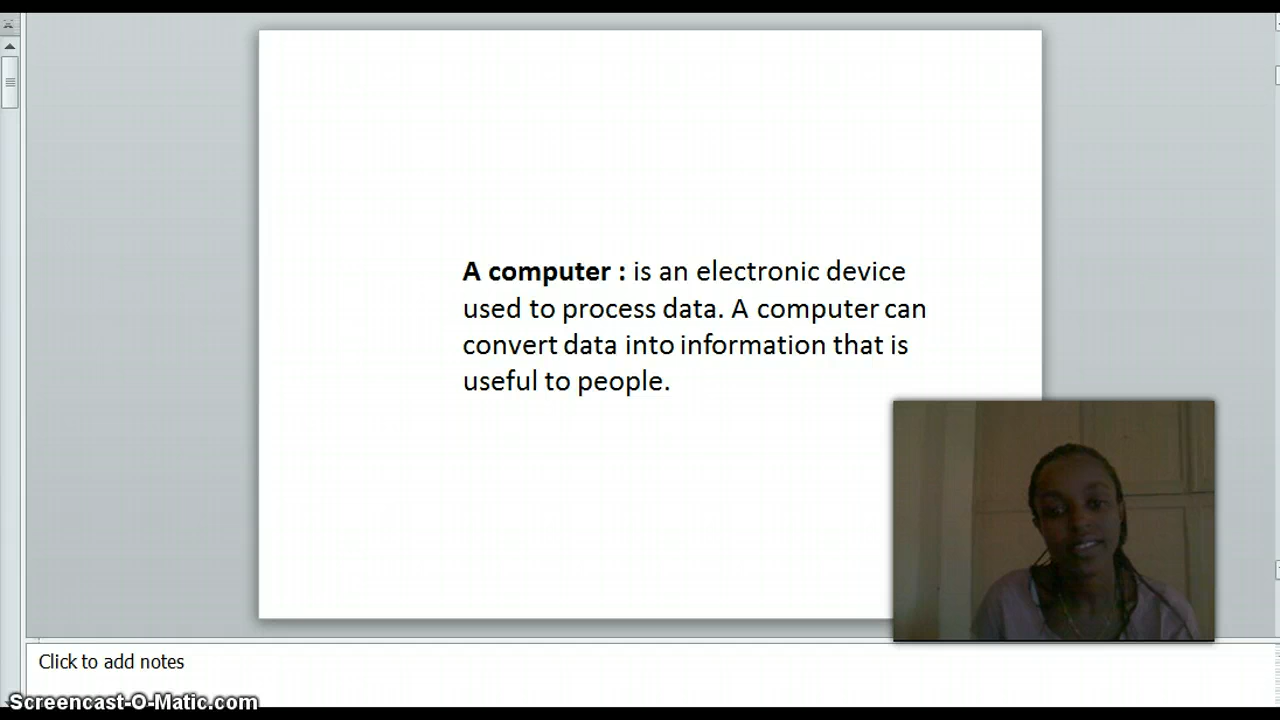 A computer : is an electronic device
used to process data. A computer can
convert data into information that is
useful to people.
Click to add notes
Screencast-O-Matic.com